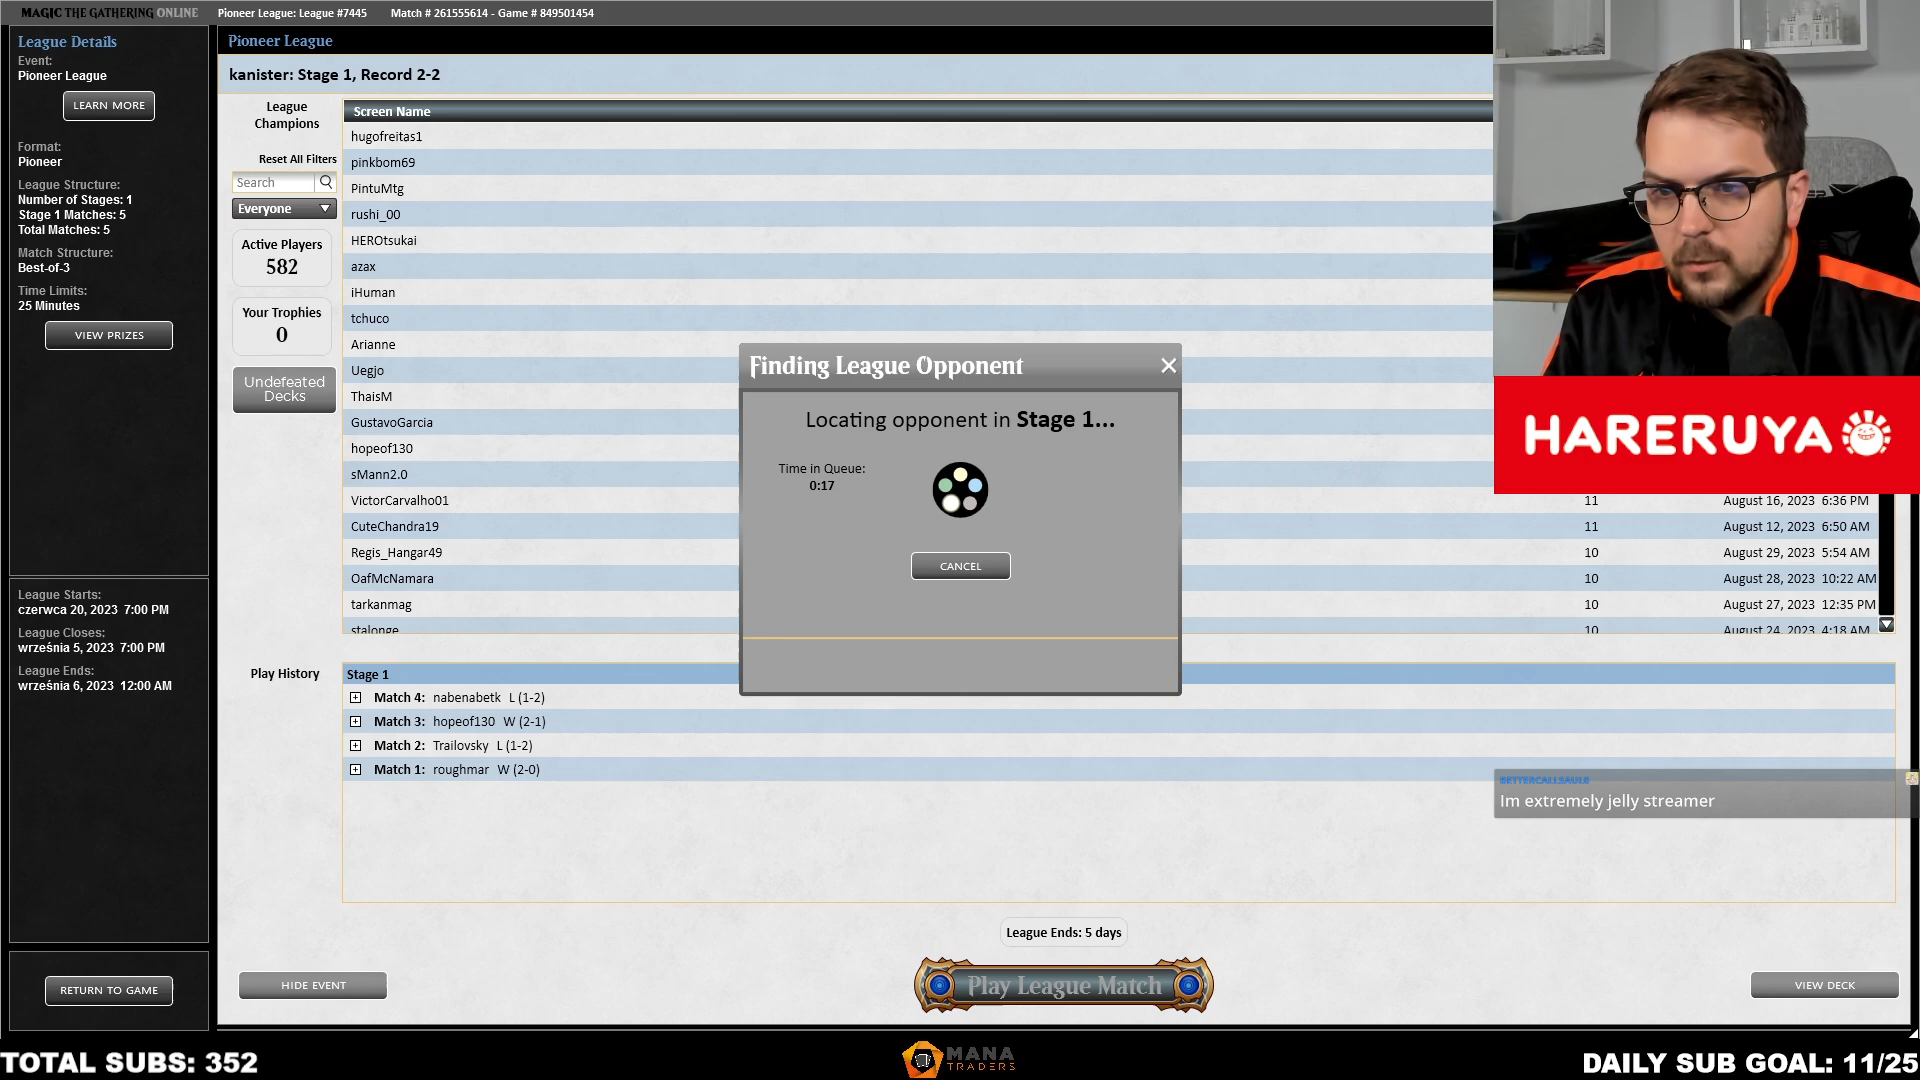 MAGIC THE GATHERING ONLINE
Pioneer League: League #7445
Match # 261555614 - Game # 849501454
League Details
Event:
Pioneer League
LEARN MORE
Format:
Pioneer
League Structure:
Number of Stages: 1
Stage 1 Matches: 5
Total Matches: 5
Match Structure:
Best-of-3
Time Limits:
25 Minutes
VIEW PRIZES
League Starts:
czerwca 20, 2023 7:00 PM
League Closes:
września 5, 2023 7:00 PM
League Ends:
września 6, 2023 12:00 AM
RETURN TO GAME
Pioneer League
kanister: Stage 1, Record 2-2
League
Champions
Reset All Filters
Search
Everyone
Active Players
582
Your Trophies
0
Undefeated
Decks
Screen Name
hugofreitas1
pinkbom69
PintuMtg
rushi_00
HEROtsukai
azax
iHuman
tchuco
Arianne
Uegjo
ThaisM
GustavoGarcia
hopeof130
sMann2.0
VictorCarvalho01 11 August 16, 2023 6:36 PM
CuteChandra19 11 August 12, 2023 6:50 AM
Regis_Hangar49 10 August 29, 2023 5:54 AM
OafMcNamara 10 August 28, 2023 10:22 AM
tarkanmag 10 August 27, 2023 12:35 PM
stalonge 10 August 24, 2023 4:18 AM
Finding League Opponent
Locating opponent in Stage 1...
Time in Queue:
0:17
CANCEL
Play History
Stage 1
Match 4: nabenabetk L (1-2)
Match 3: hopeof130 W (2-1)
Match 2: Trailovsky L (1-2)
Match 1: roughmar W (2-0)
League Ends: 5 days
HIDE EVENT
Play League Match
VIEW DECK
HARERUYA
BETTERCALLSAUL8
Im extremely jelly streamer
TOTAL SUBS: 352
MANA
TRADERS
DAILY SUB GOAL: 11/25